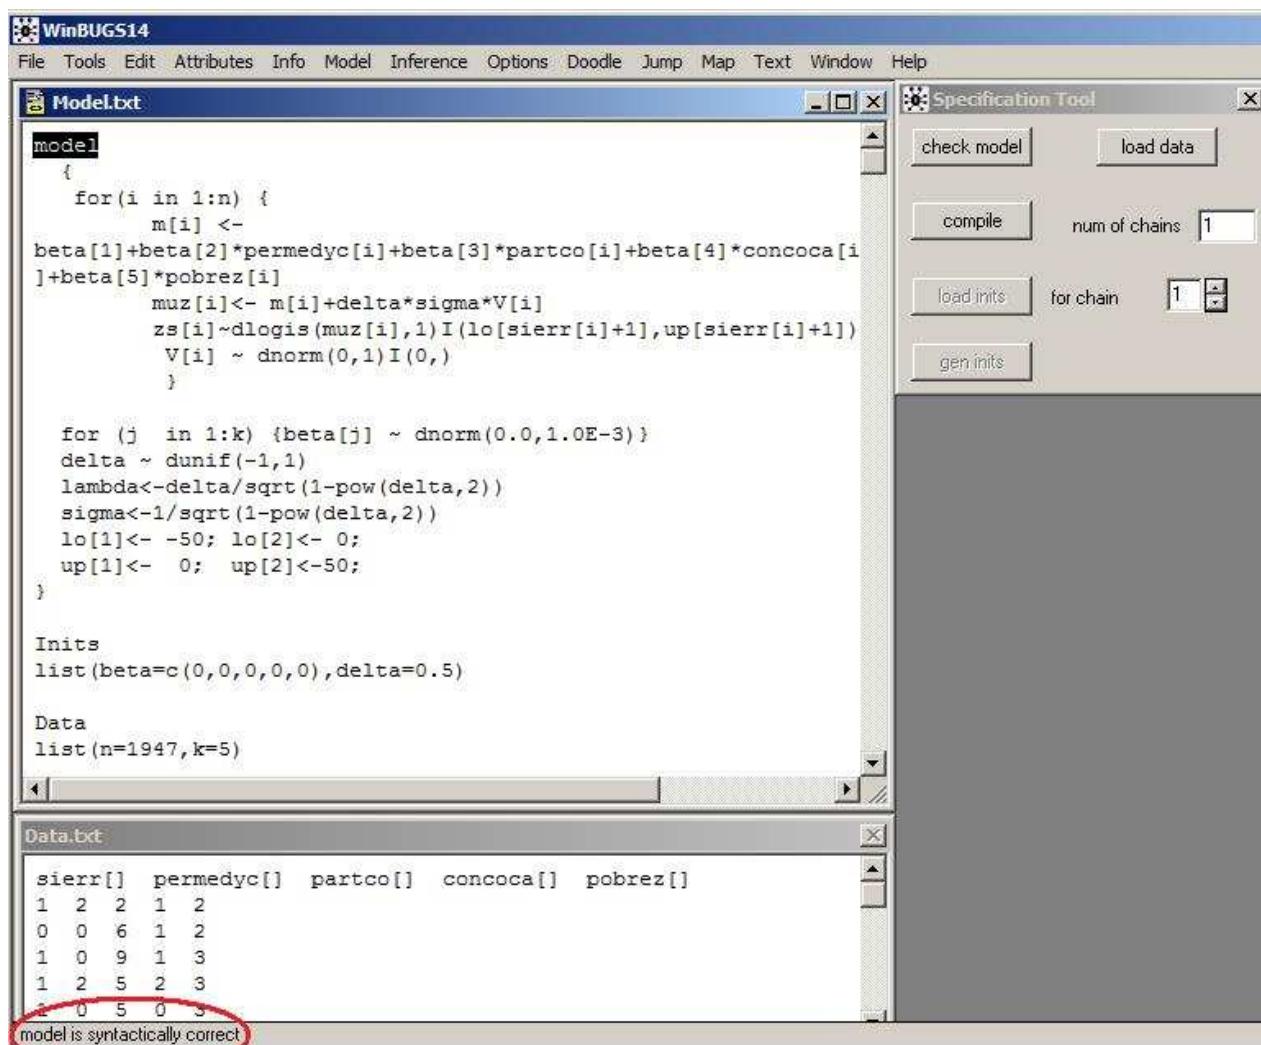 WinBUGS14
File Tools Edit Attributes Info Model Inference Options Doodle Jump Map Text Window Help
Model.txt
model
{
for(i in 1:n) {
m[i] <-
beta[1]+beta[2]*permedyc[i]+beta[3]*partco[i]+beta[4]*concoca[i
]+beta[5]*pobrez[i]
muz[i]<- m[i]+delta*sigma*V[i]
zs[i]~dlogis(muz[i],1)I(lo[sierr[i]+1],up[sierr[i]+1])
V[i] ~ dnorm(0,1)I(0,)
}
for (j  in 1:k) {beta[j] ~ dnorm(0.0,1.0E-3)}
delta ~ dunif(-1,1)
lambda<-delta/sqrt(1-pow(delta,2))
sigma<-1/sqrt(1-pow(delta,2))
lo[1]<- -50; lo[2]<- 0;
up[1]<-  0;  up[2]<-50;
}
Inits
list(beta=c(0,0,0,0,0),delta=0.5)
Data
list(n=1947,k=5)
Specification Tool
check model load data
compile num of chains 1
load inits for chain 1
gen inits
Data.txt
sierr[] permedyc[] partco[] concoca[] pobrez[]
1 2 2 1 2
0 0 6 1 2
1 0 9 1 3
1 2 5 2 3
0 5 0 3
model is syntactically correct